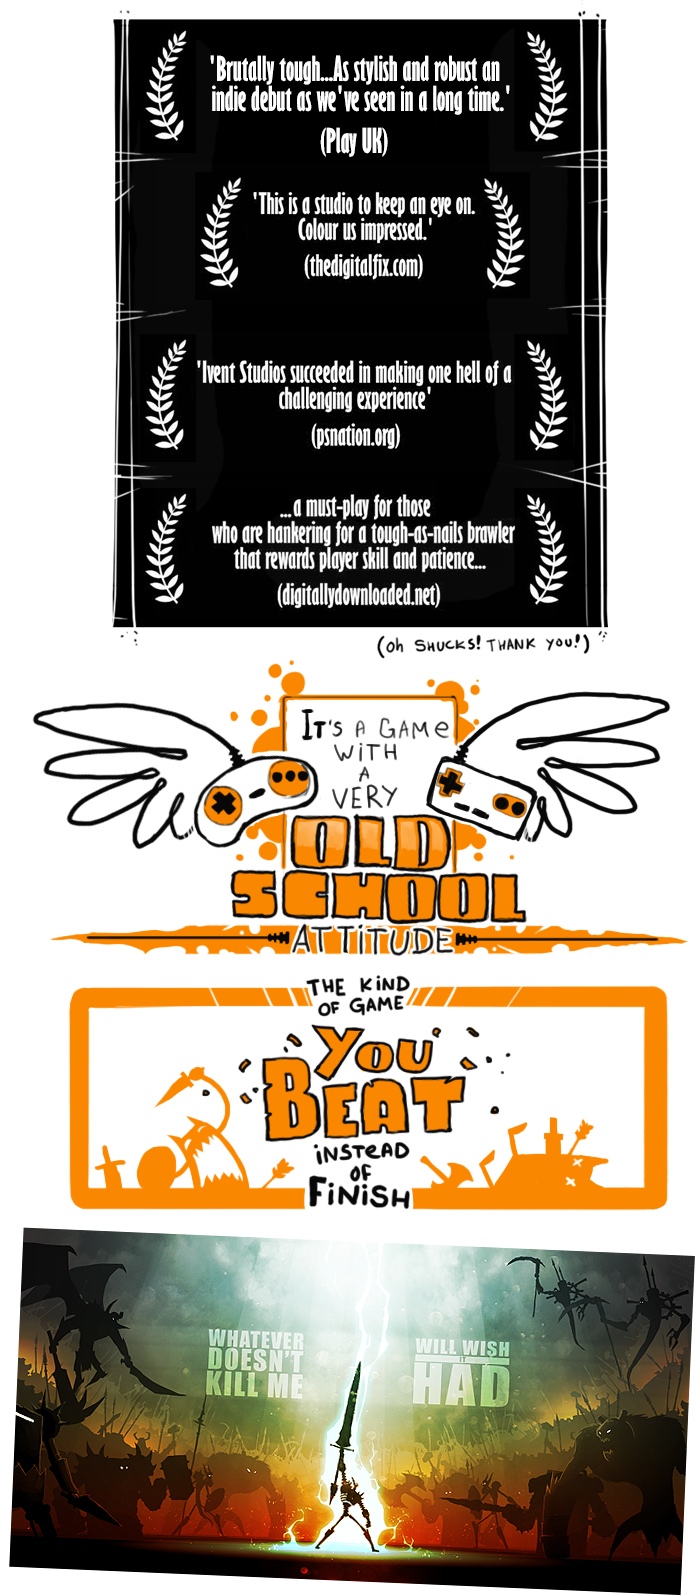 'Brutally tough...As stylish and robust an
indie debut as we've seen in a long time.'
(Play UK)
'This is a studio to keep an eye on.
Colour us impressed.'
(thedigitalfix.com)
'Ivent Studios succeeded in making one hell of a
challenging experience'
(psnation.org)
...a must-play for those
who are hankering for a tough-as-nails brawler
that rewards player skill and patience...
(digitallydownloaded.net)
(Oh SHUCKS! THANK YOU!)
IT'S A GAMe
WiTH
A
VERY
OLD
SCHOOL
ATTiTUDE
THE KiND
OF GAME
YOU
BEAT
iNSTeAD
OF
FiNiSH
WHATEVER
DOESN'T
KILL ME
WILL WISH
IT
HAD